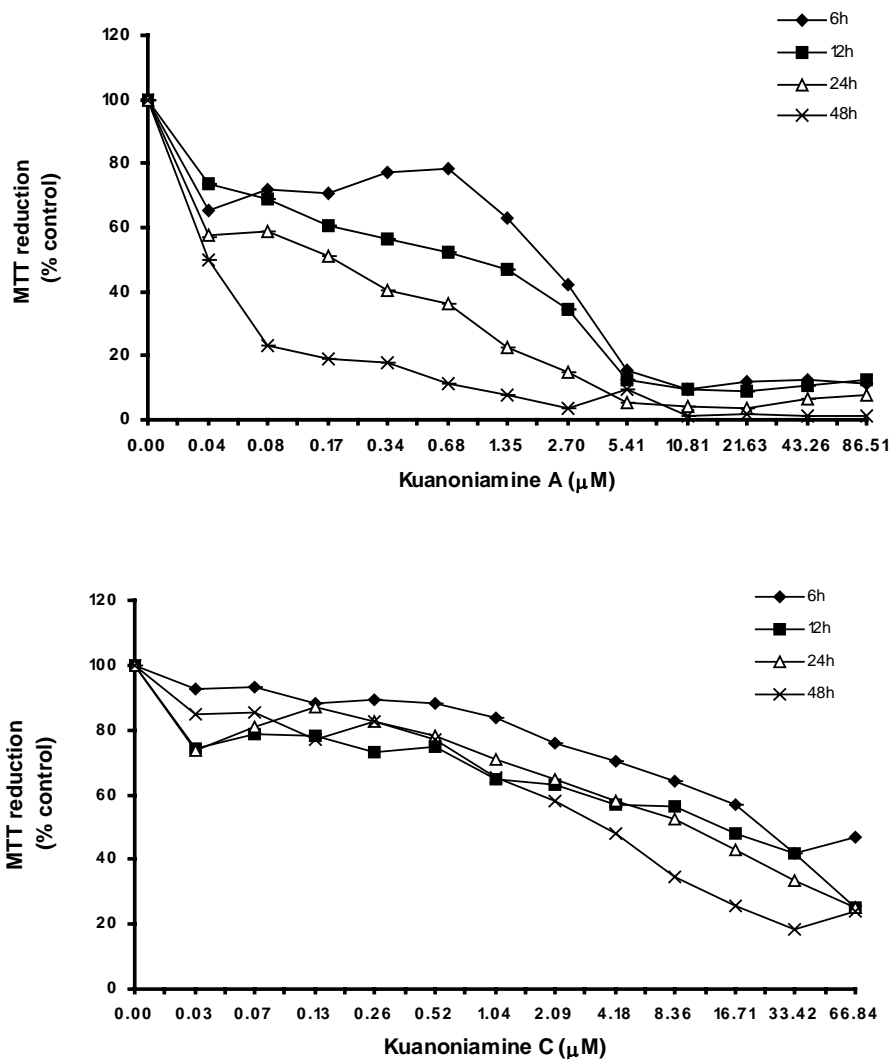 6h
12h
24h
48h
120
100
80
60
40
20
0
MTT reduction
(% control)
0.00 0.04 0.08 0.17 0.34 0.68 1.35 2.70 5.41 10.81 21.63 43.26 86.51
Kuanoniamine A (μM)
6h
12h
24h
48h
120
100
80
60
40
20
0
MTT reduction
(% control)
0.00 0.03 0.07 0.13 0.26 0.52 1.04 2.09 4.18 8.36 16.71 33.42 66.84
Kuanoniamine C (μM)